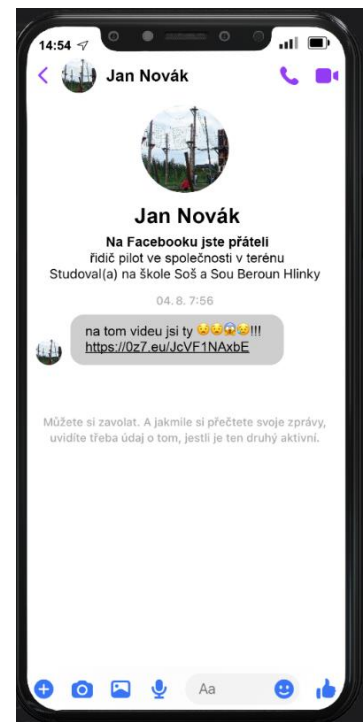 14:54
Jan Novák
Jan Novák
Na Facebooku jste přáteli
řidič pilot ve společnosti v terénu
Studoval(a) na škole Soš a Sou Beroun Hlinky
04. 8. 7:56
na tom videu jsi ty 😏😏😱😥!!!
https://0z7.eu/JcVF1NAxbE
Můžete si zavolat. A jakmile si přečtete svoje zprávy,
uvidíte třeba údaj o tom, jestli je ten druhý aktivní.
Aa